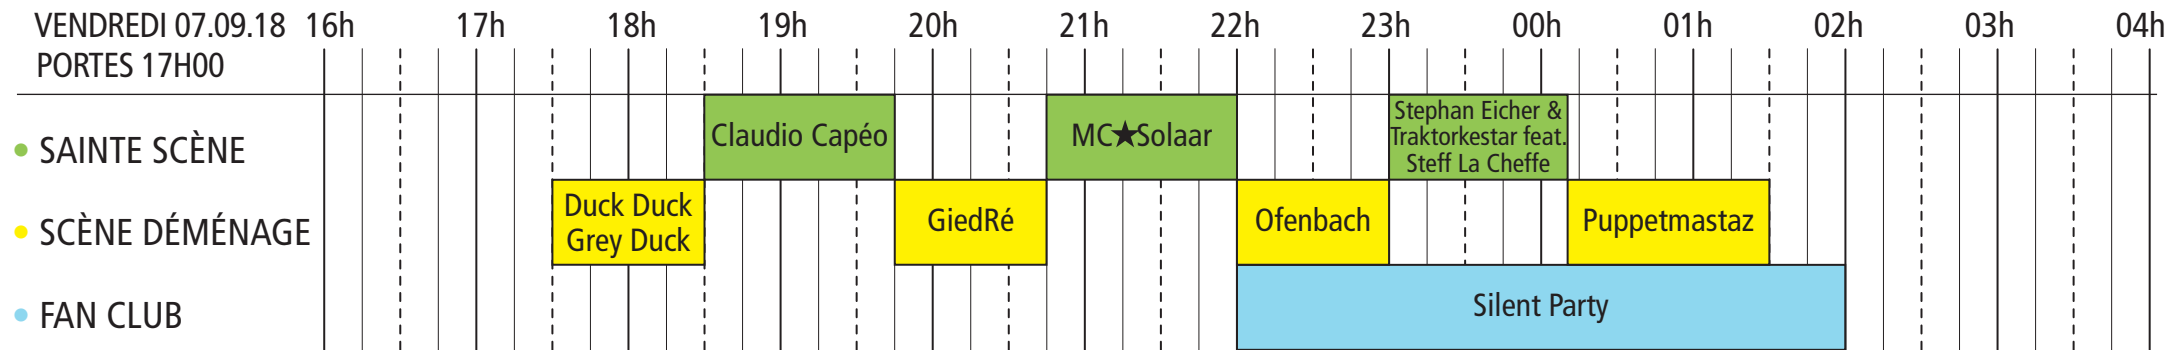 VENDREDI 07.09.18 16h 17h 18h 19h 20h 21h 22h 23h 00h 01h 02h 03h 04h
PORTES 17H00
• SAINTE SCÈNE
Claudio Capéo
MC★Solaar
Stephan Eicher &
Traktorkestar feat.
Steff La Cheffe
• SCÈNE DÉMÉNAGE
Duck Duck
Grey Duck
GiedRé
Ofenbach
Puppetmastaz
• FAN CLUB
Silent Party